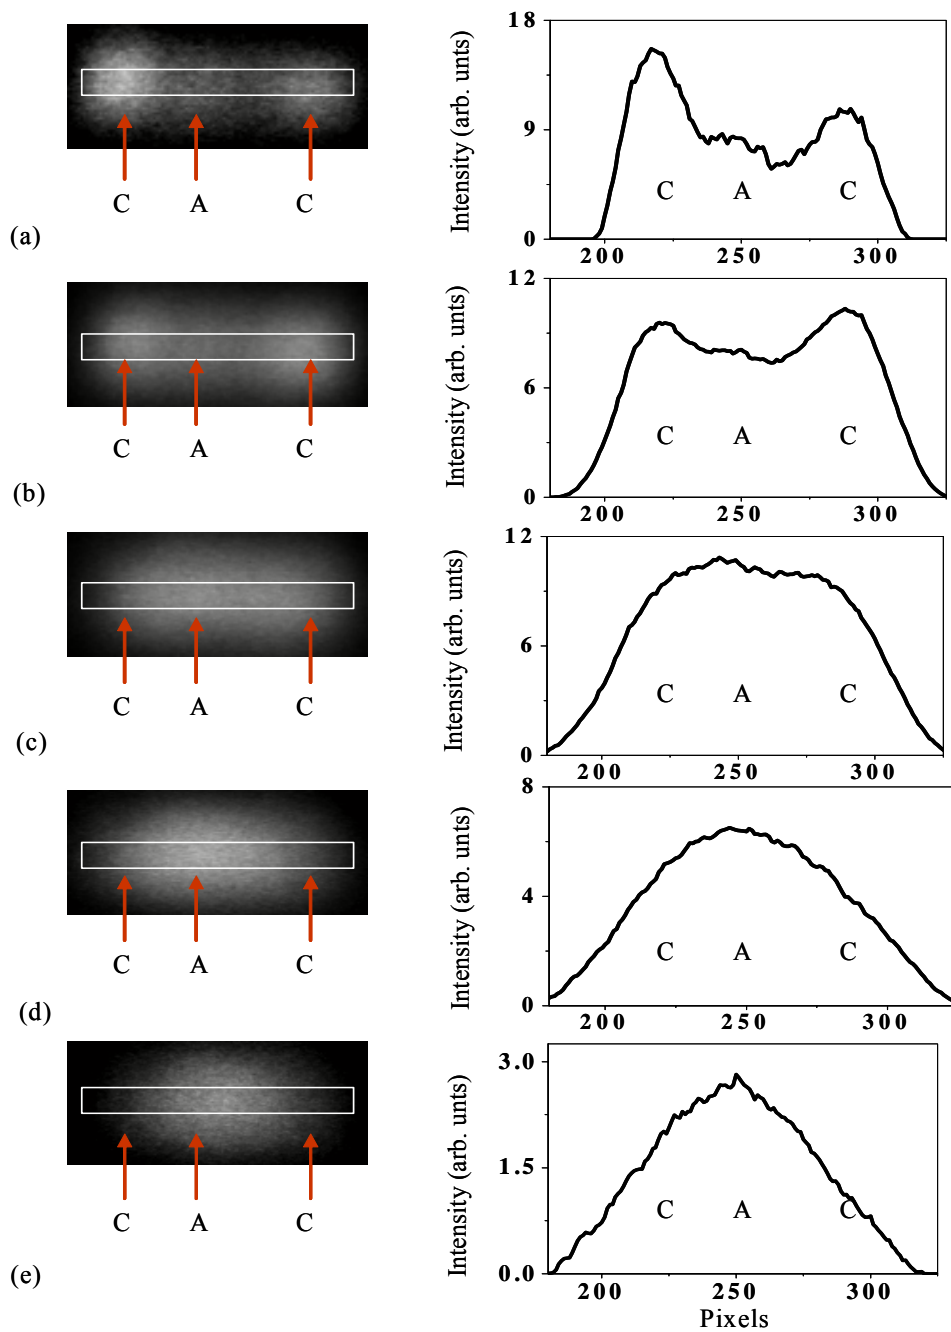 18
9
0
Intensity (arb. unts)
C A C
C A C
200 250 300
(a)
12
6
0
Intensity (arb. unts)
C A C
C A C
200 250 300
(b)
12
6
0
Intensity (arb. unts)
C A C
C A C
200 250 300
(c)
8
4
0
Intensity (arb. unts)
C A C
C A C
200 250 300
(d)
3.0
1.5
0.0
Intensity (arb. unts)
C A C
C A C
200 250 300
(e)
Pixels